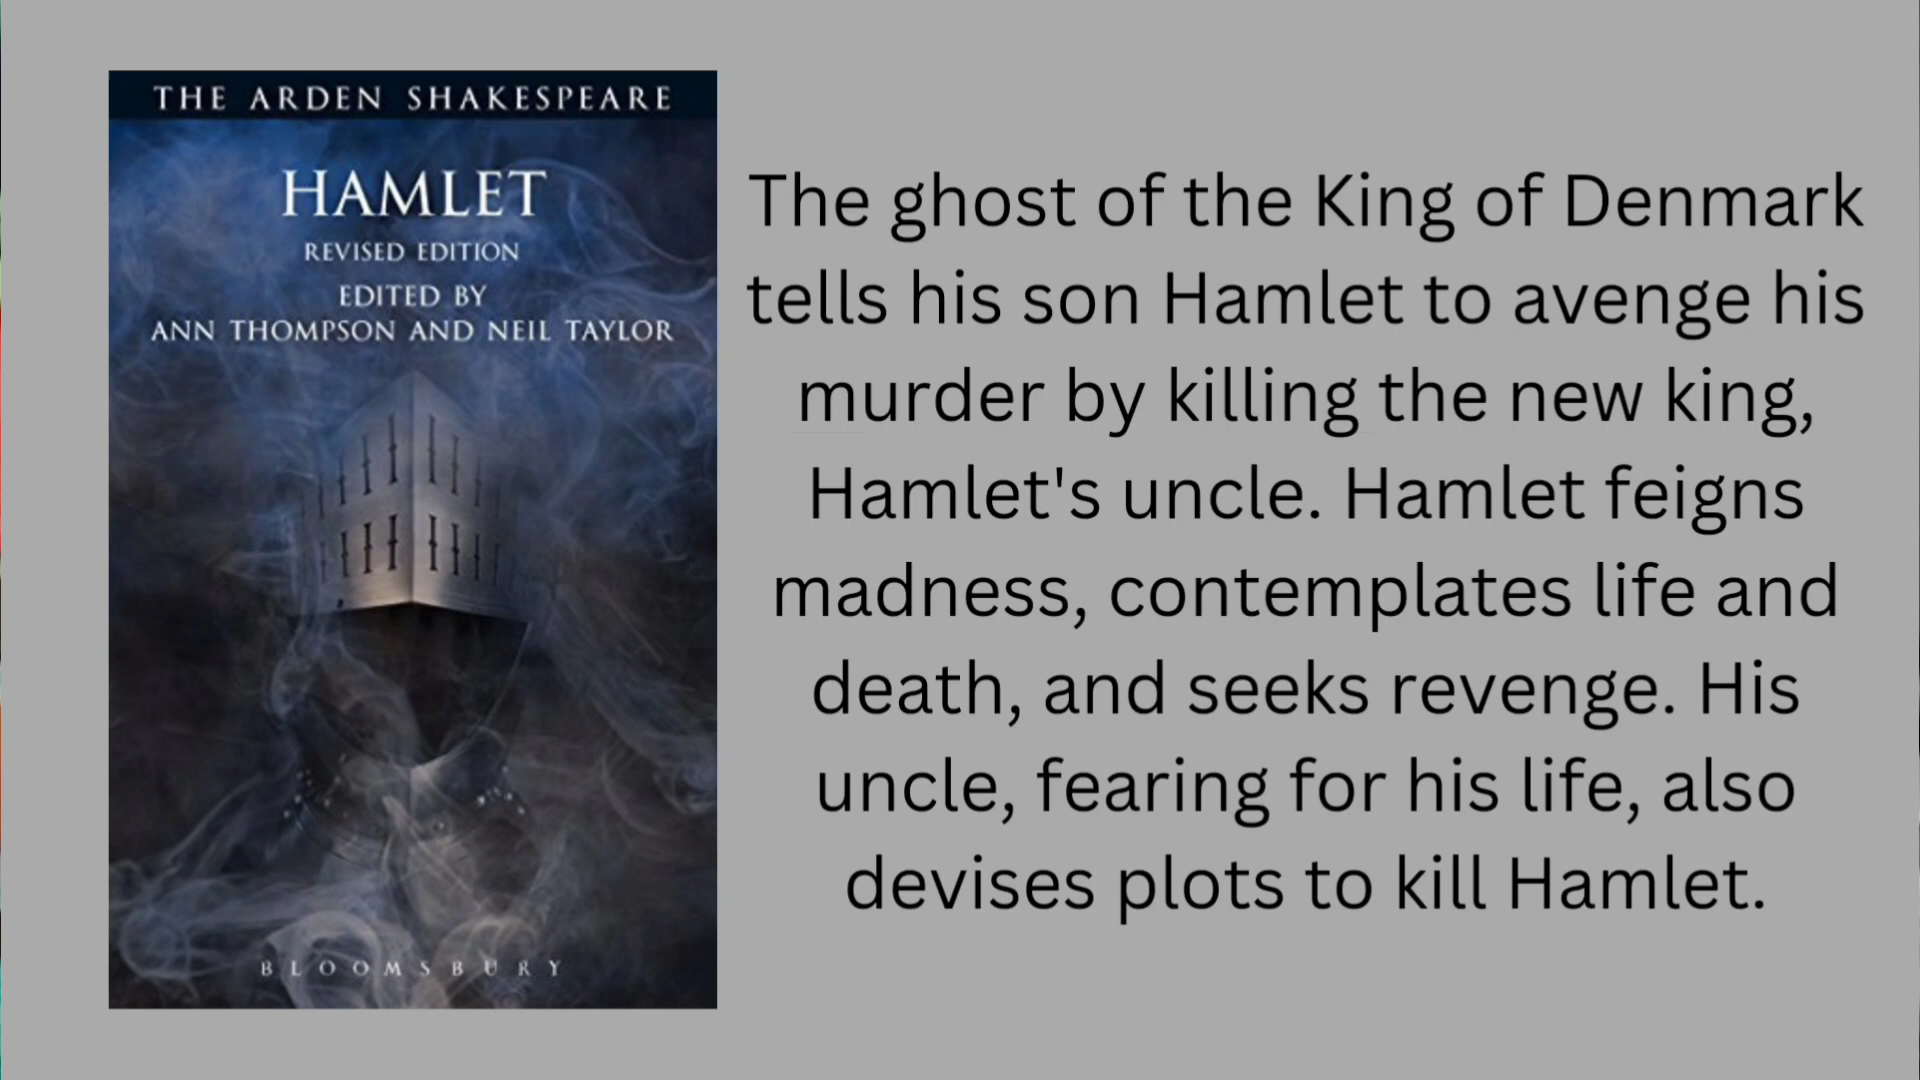 THE ARDEN SHAKESPEARE
HAMLET
REVISED EDITION
EDITED BY
ANN THOMPSON AND NEIL TAYLOR
BLOOMSBURY
The ghost of the King of Denmark
tells his son Hamlet to avenge his
murder by killing the new king,
Hamlet's uncle. Hamlet feigns
madness, contemplates life and
death, and seeks revenge. His
uncle, fearing for his life, also
devises plots to kill Hamlet.